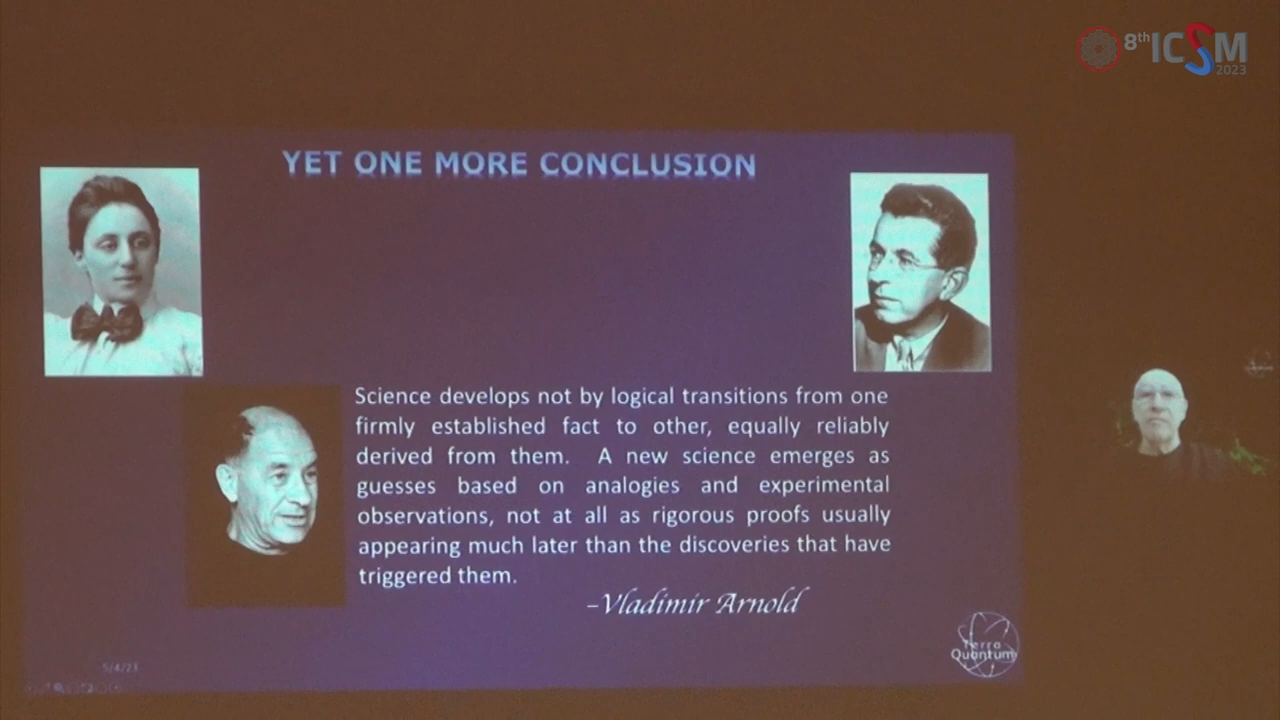 8th ICSM
2023
YET ONE MORE CONCLUSION
Science develops not by logical transitions from one
firmly established fact to other, equally reliably
derived from them. A new science emerges as
guesses based on analogies and experimental
observations, not at all as rigorous proofs usually
appearing much later than the discoveries that have
triggered them.
–Vladimir Arnold
Terra
Quantum
5/4/23